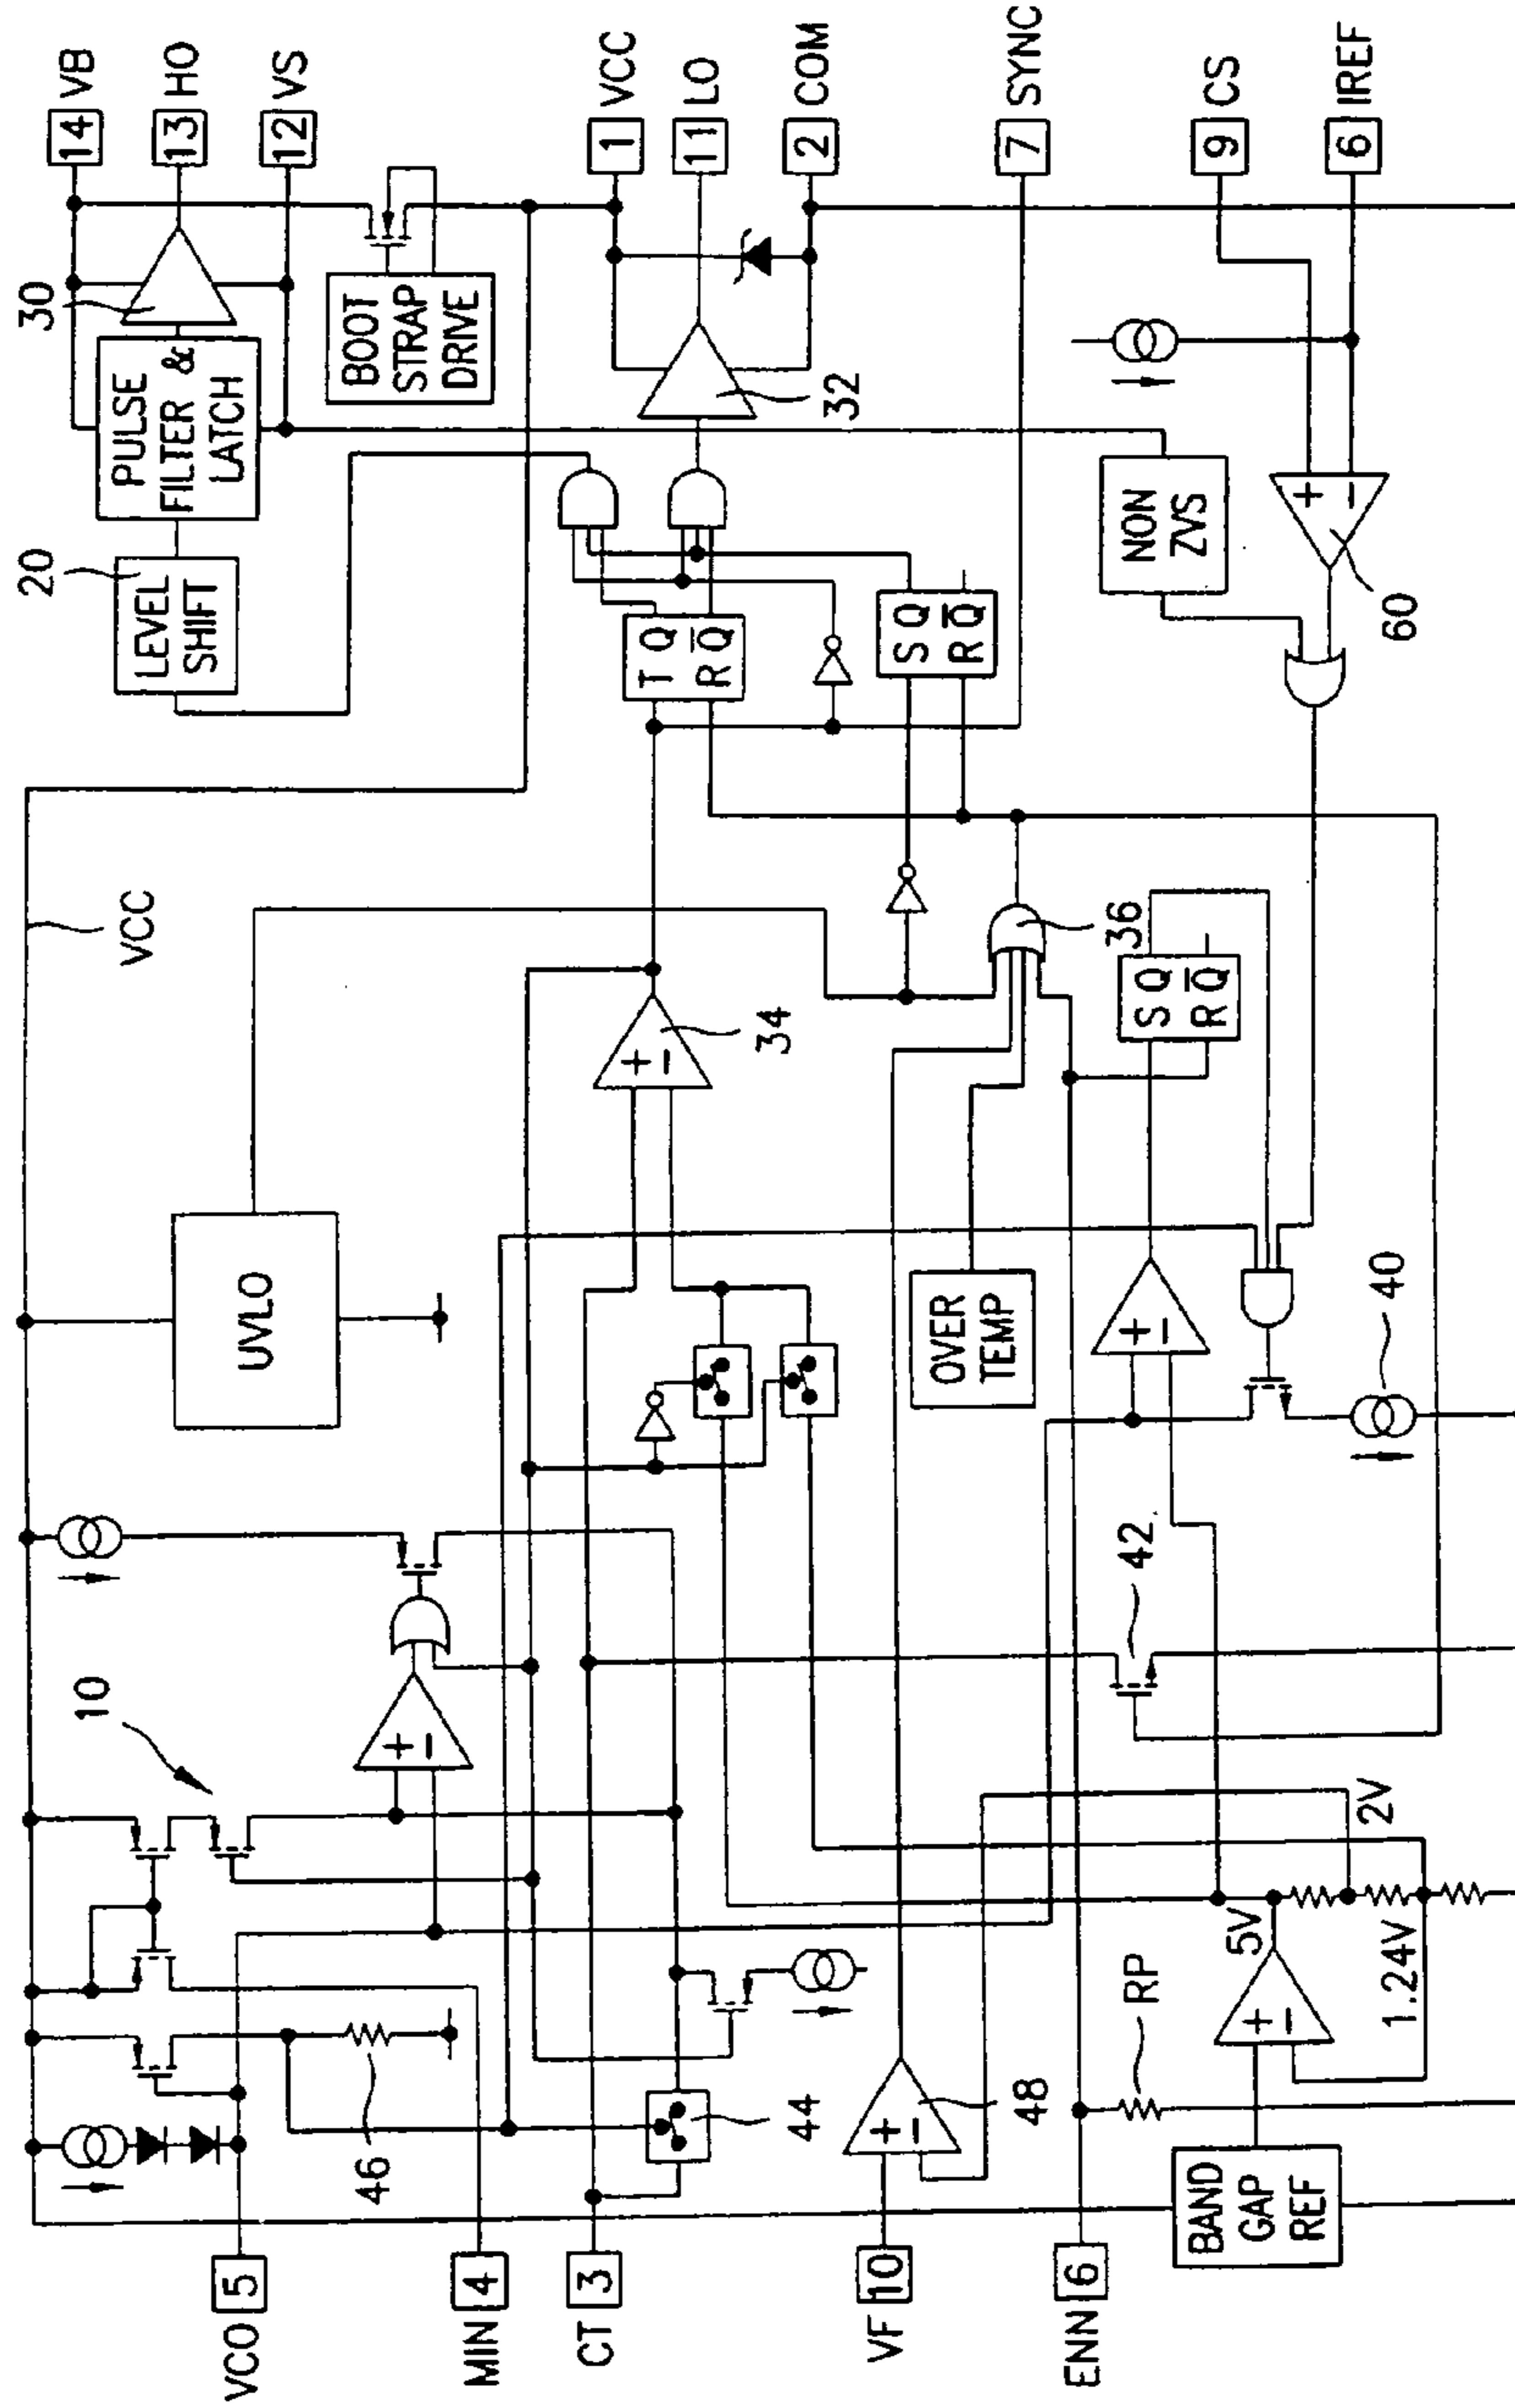 14 VB
13 HO
12 VS
30
PULSE
FILTER &
LATCH
BOOT
STRAP
DRIVE
20
LEVEL
SHIFT
1 VCC
11 LO
2 COM
32
7 SYNC
9 CS
6 IREF
NON
ZVS
+
−
60
T Q
R Q̅
S Q
R Q̅
VCC
36
S Q
R Q̅
34
+
−
UVLO
OVER
TEMP
+
−
40
42
10
+
−
2V
5V
1.24V
RP
+
−
46
44
48
+
−
BAND
GAP
REF
VCO 5
MIN 4
CT 3
VF 10
ENN 6